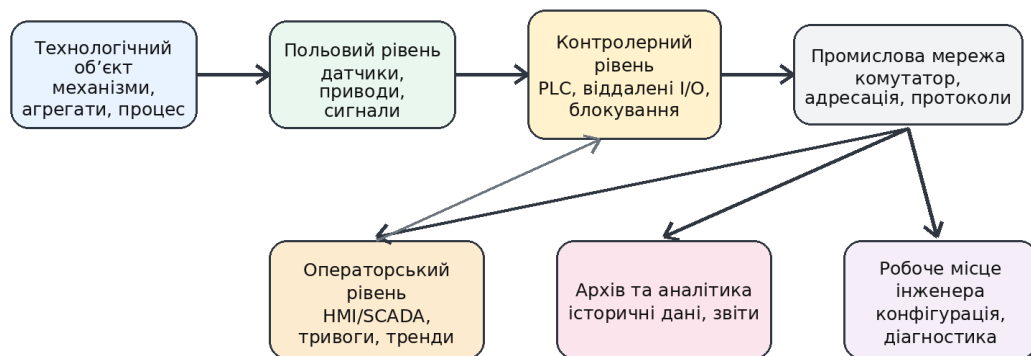 Технологічний
об’єкт
механізми,
агрегати, процес
Польовий рівень
датчики,
приводи,
сигнали
Контролерний
рівень
PLC, віддалені I/O,
блокування
Промислова мережа
комутатор,
адресація, протоколи
Операторський
рівень
HMI/SCADA,
тривоги, тренди
Архів та аналітика
історичні дані, звіти
Робоче місце
інженера
конфігурація,
діагностика